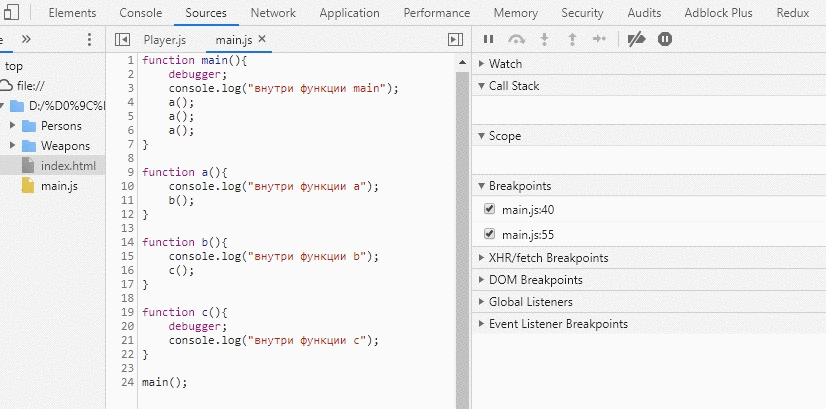 Elements Console Sources Network Application Performance Memory Security Audits Adblock Plus Redux
e »
top
file://
D:/%D0%9C%I
Persons
Weapons
index.html
main.js
Player.js main.js ×
1 function main(){
2 debugger;
3 console.log("внутри функции main");
4 a();
5 a();
6 a();
7 }
8
9 function a(){
10 console.log("внутри функции a");
11 b();
12 }
13
14 function b(){
15 console.log("внутри функции b");
16 c();
17 }
18
19 function c(){
20 debugger;
21 console.log("внутри функции c");
22 }
23
24 main();
Watch
Call Stack
Scope
Breakpoints
main.js:40
main.js:55
XHR/fetch Breakpoints
DOM Breakpoints
Global Listeners
Event Listener Breakpoints